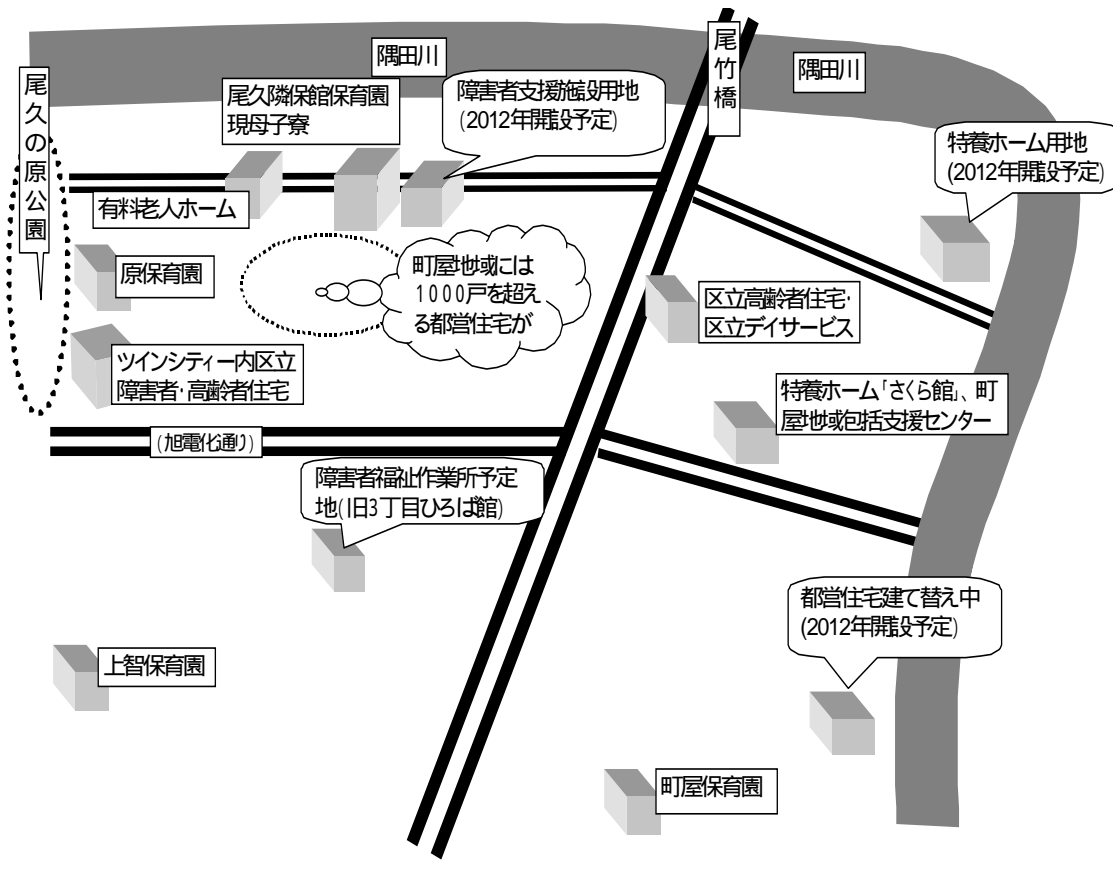 隅田川
尾竹橋
隅田川
尾久の原公園
尾久隣保館保育園
現母子寮
障害者支援施設用地
(2012年開設予定)
特養ホーム用地
(2012年開設予定)
有料老人ホーム
原保育園
町屋地域には
1000戸を超え
る都営住宅が
区立高齢者住宅・
区立デイサービス
ツインシティー内区立
障害者・高齢者住宅
特養ホーム「さくら館」、町
屋地域包括支援センター
(旭電化通り)
障害者福祉作業所予定
地(旧3丁目ひろば館)
都営住宅建て替え中
(2012年開設予定)
上智保育園
町屋保育園